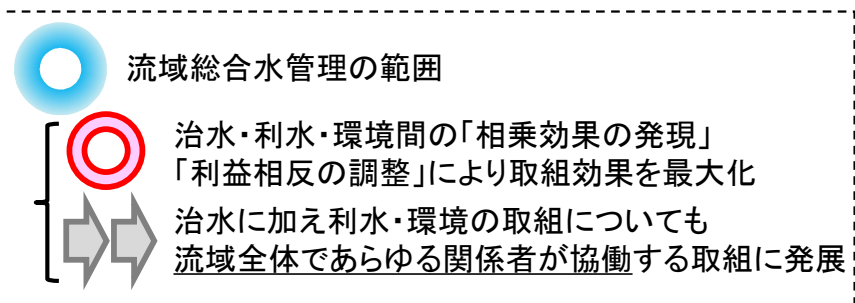 流域総合水管理の範囲
治水・利水・環境間の「相乗効果の発現」
「利益相反の調整」により取組効果を最大化
治水に加え利水・環境の取組についても
流域全体であらゆる関係者が協働する取組に発展